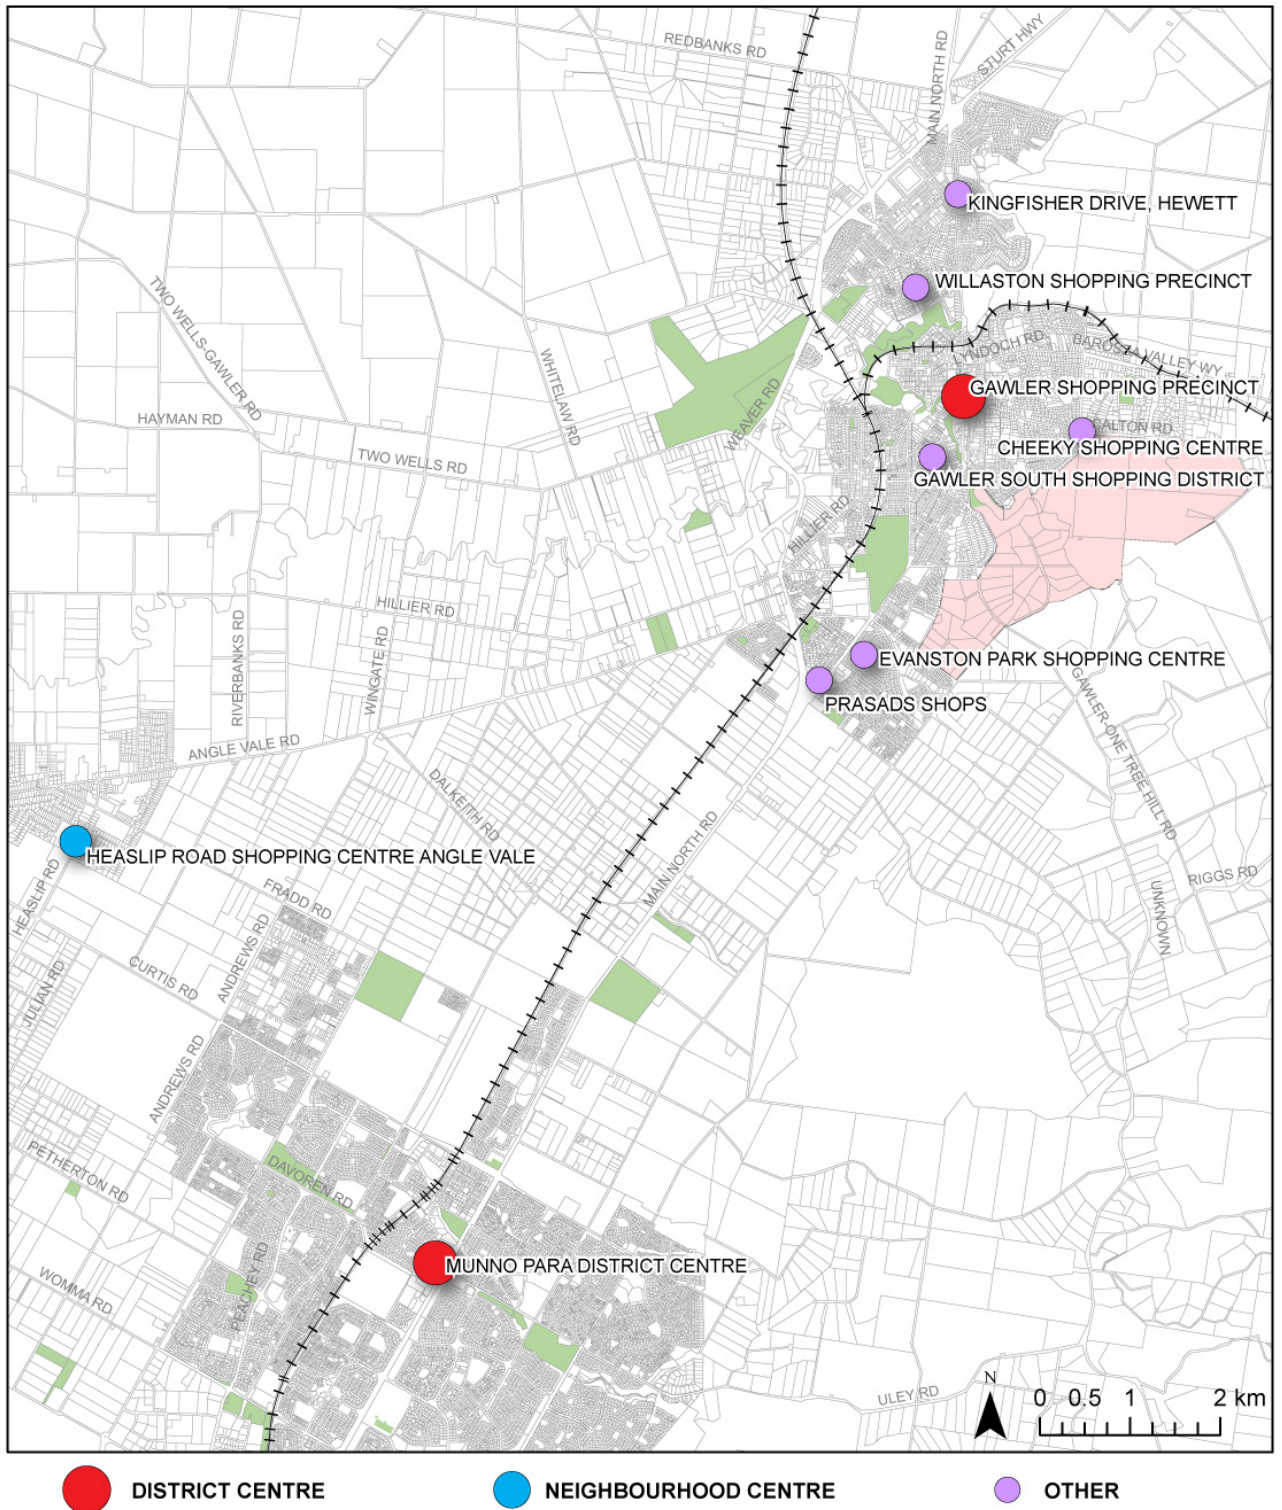 REDBANKS RD
MAIN NORTH RD
STURT HWY
KINGFISHER DRIVE, HEWETT
WILLASTON SHOPPING PRECINCT
TWO WELLS-GAWLER RD
WHITELAW RD
LYNDOCH RD
BAROSSA VALLEY WY
GAWLER SHOPPING PRECINCT
WEAVER RD
HAYMAN RD
CALTON RD
CHEEKY SHOPPING CENTRE
TWO WELLS RD
GAWLER SOUTH SHOPPING DISTRICT
HILLIER RD
HILLIER RD
RIVERBANKS RD
WINGATE RD
EVANSTON PARK SHOPPING CENTRE
PRASADS SHOPS
GAWLER-ONE TREE HILL RD
ANGLE VALE RD
DALKEITH RD
MAIN NORTH RD
HEASLIP ROAD SHOPPING CENTRE ANGLE VALE
HEASLIP RD
FRADD RD
RIGGS RD
UNKNOWN
ANDREWS RD
CURTIS RD
JULIAN RD
ANDREWS RD
PETHERTON RD
DAVOREN RD
MUNNO PARA DISTRICT CENTRE
WOMMA RD
PEACHEY RD
ULEY RD
N
0 0.5 1 2 km
DISTRICT CENTRE
NEIGHBOURHOOD CENTRE
OTHER